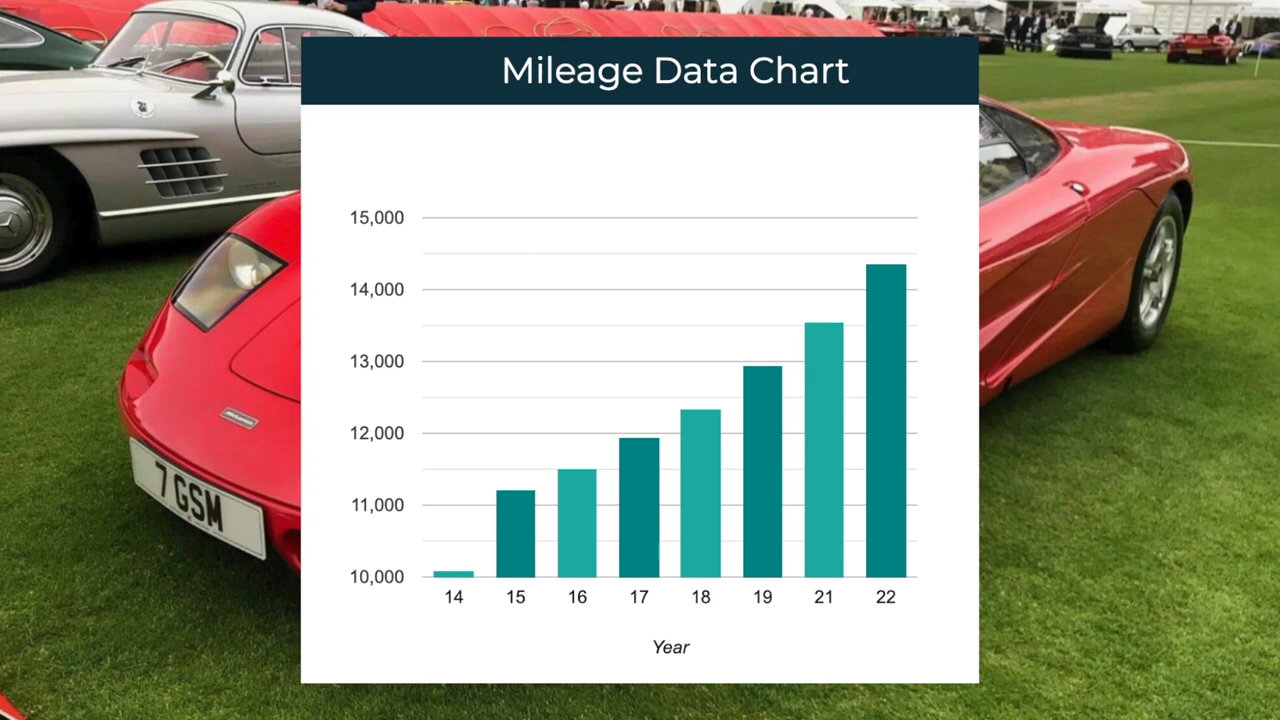 Mileage Data Chart
15,000
14,000
13,000
12,000
11,000
10,000
14 15 16 17 18 19 21 22
Year
7 GSM